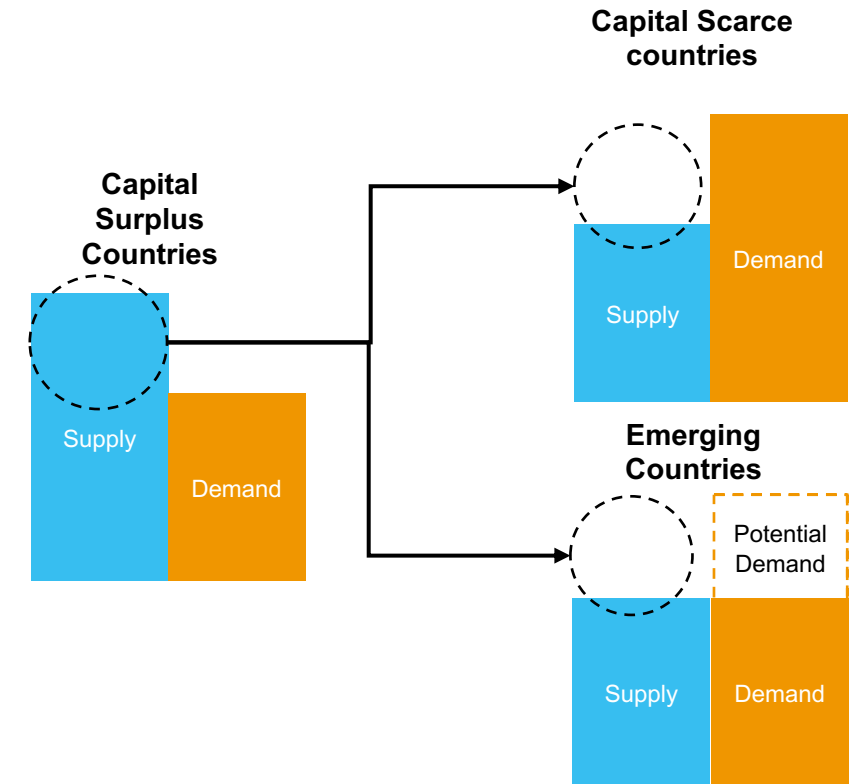 Capital Scarce
countries
Capital
Surplus
Countries
Demand
Supply
Supply
Demand
Emerging
Countries
Potential
Demand
Supply
Demand